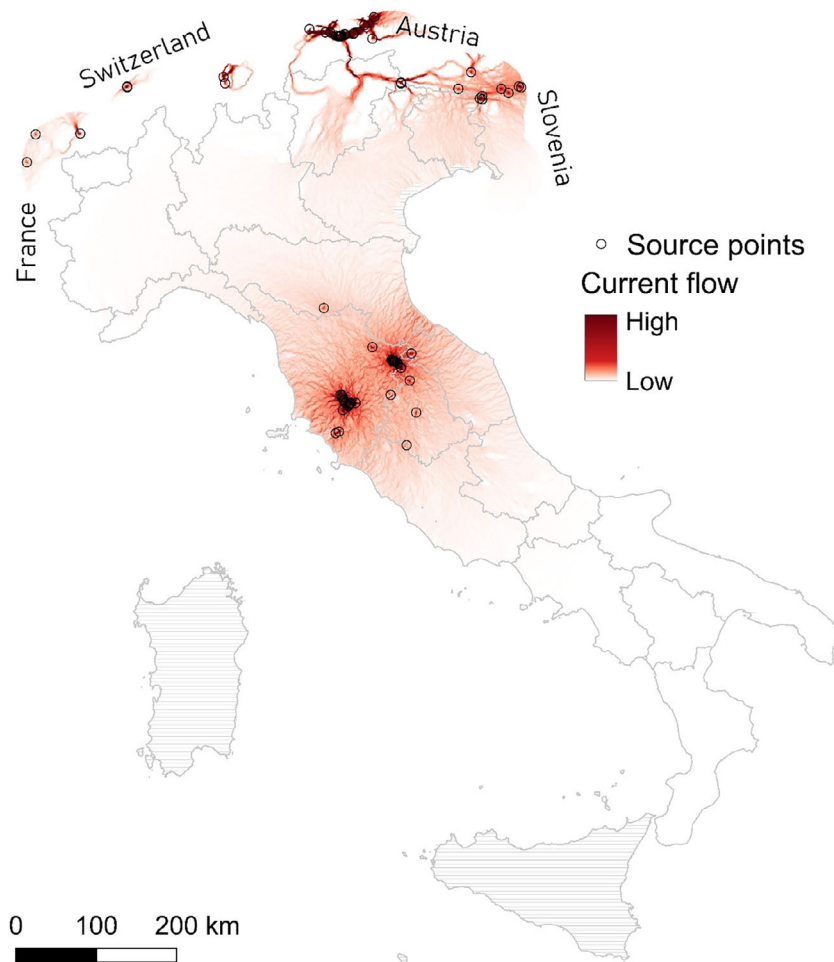 Switzerland
Austria
Slovenia
France
Source points
Current flow
High
Low
0 100 200 km